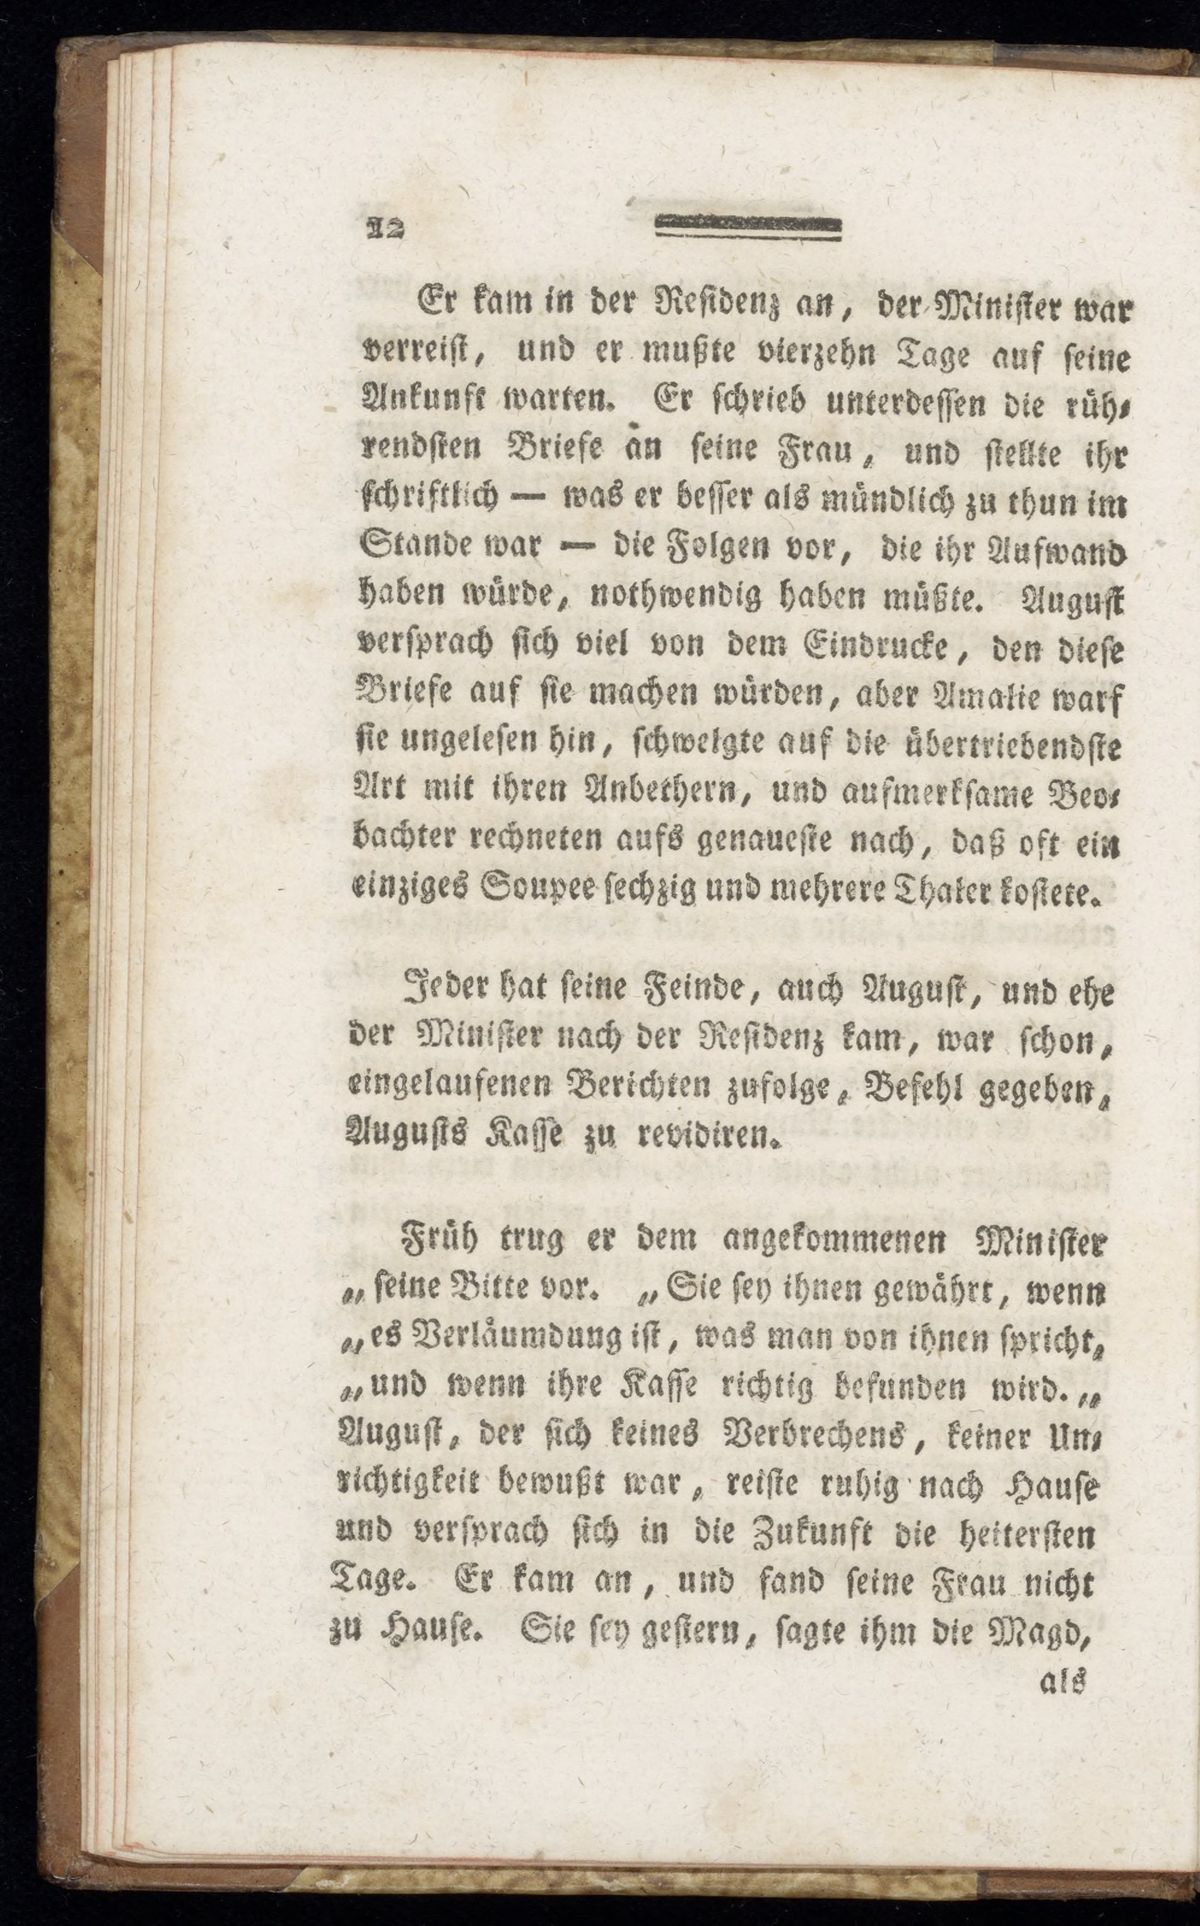 12
Er kam in der Reſidenz an, der Miniſter war
verreiſt, und er mußte vierzehn Tage auf ſeine
Ankunft warten. Er ſchrieb unterdeſſen die rüh⸗
rendſten Briefe an ſeine Frau, und ſtellte ihr
ſchriftlich — was er beſſer als mündlich zu thun im
Stande war — die Folgen vor, die ihr Aufwand
haben würde, nothwendig haben müßte. Auguſt
verſprach ſich viel von dem Eindrucke, den dieſe
Briefe auf ſie machen würden, aber Amalie warf
ſie ungeleſen hin, ſchwelgte auf die übertriebendſte
Art mit ihren Anbethern, und aufmerkſame Beo⸗
bachter rechneten aufs genaueſte nach, daß oft ein
einziges Soupee ſechzig und mehrere Thaler koſtete.
Jeder hat ſeine Feinde, auch Auguſt, und ehe
der Miniſter nach der Reſidenz kam, war ſchon,
eingelaufenen Berichten zufolge, Befehl gegeben,
Auguſts Kaſſe zu revidiren.
Früh trug er dem angekommenen Miniſter
„ſeine Bitte vor. „Sie ſey ihnen gewährt, wenn
„es Verläumdung iſt, was man von ihnen ſpricht,
„und wenn ihre Kaſſe richtig befunden wird.„
Auguſt, der ſich keines Verbrechens, keiner Un⸗
richtigkeit bewußt war, reiſte ruhig nach Hauſe
und verſprach ſich in die Zukunft die heiterſten
Tage. Er kam an, und fand ſeine Frau nicht
zu Hauſe. Sie ſey geſtern, ſagte ihm die Magd,
als